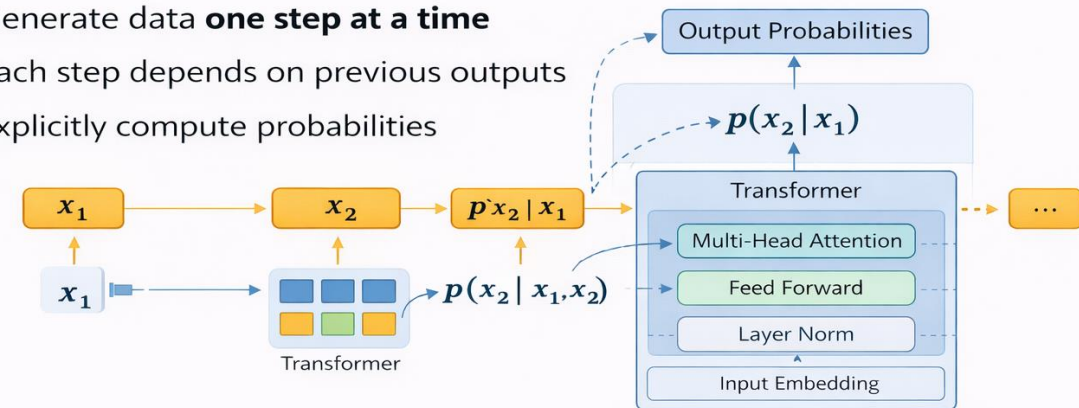 enerate data one step at a time
ach step depends on previous outputs
xplicitly compute probabilities
Output Probabilities
p(x₂|x₁)
Transformer
x₁
x₂
p`x₂ | x₁
...
Multi-Head Attention
x₁
p(x₂ | x₁,x₂)
Feed Forward
Layer Norm
Transformer
Input Embedding